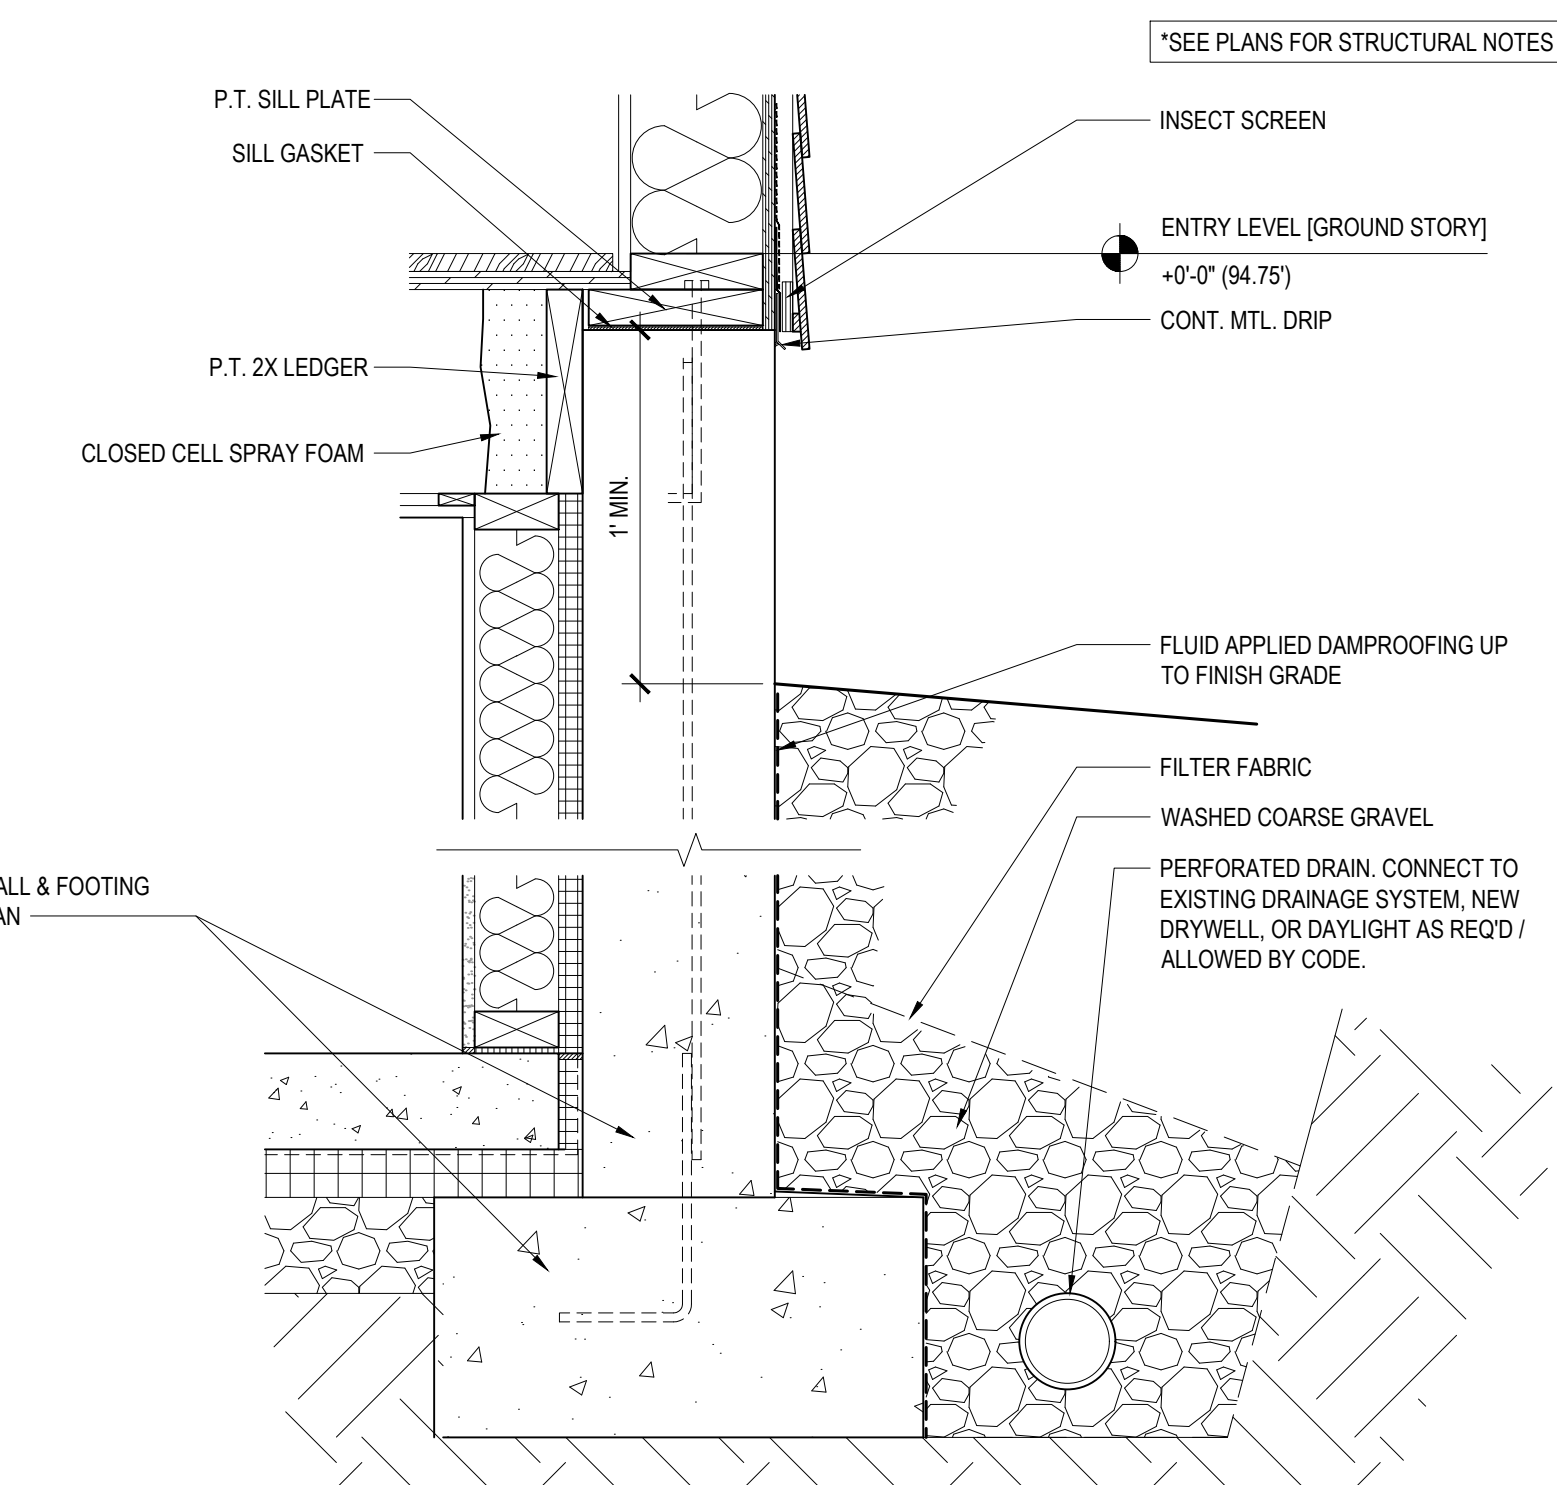 *SEE PLANS FOR STRUCTURAL NOTES
P.T. SILL PLATE
SILL GASKET
INSECT SCREEN
ENTRY LEVEL [GROUND STORY]
+0'-0" (94.75')
CONT. MTL. DRIP
P.T. 2X LEDGER
CLOSED CELL SPRAY FOAM
1' MIN.
FLUID APPLIED DAMPROOFING UP
TO FINISH GRADE
FILTER FABRIC
WASHED COARSE GRAVEL
PERFORATED DRAIN. CONNECT TO
EXISTING DRAINAGE SYSTEM, NEW
DRYWELL, OR DAYLIGHT AS REQ'D /
ALLOWED BY CODE.
ALL & FOOTING
AN